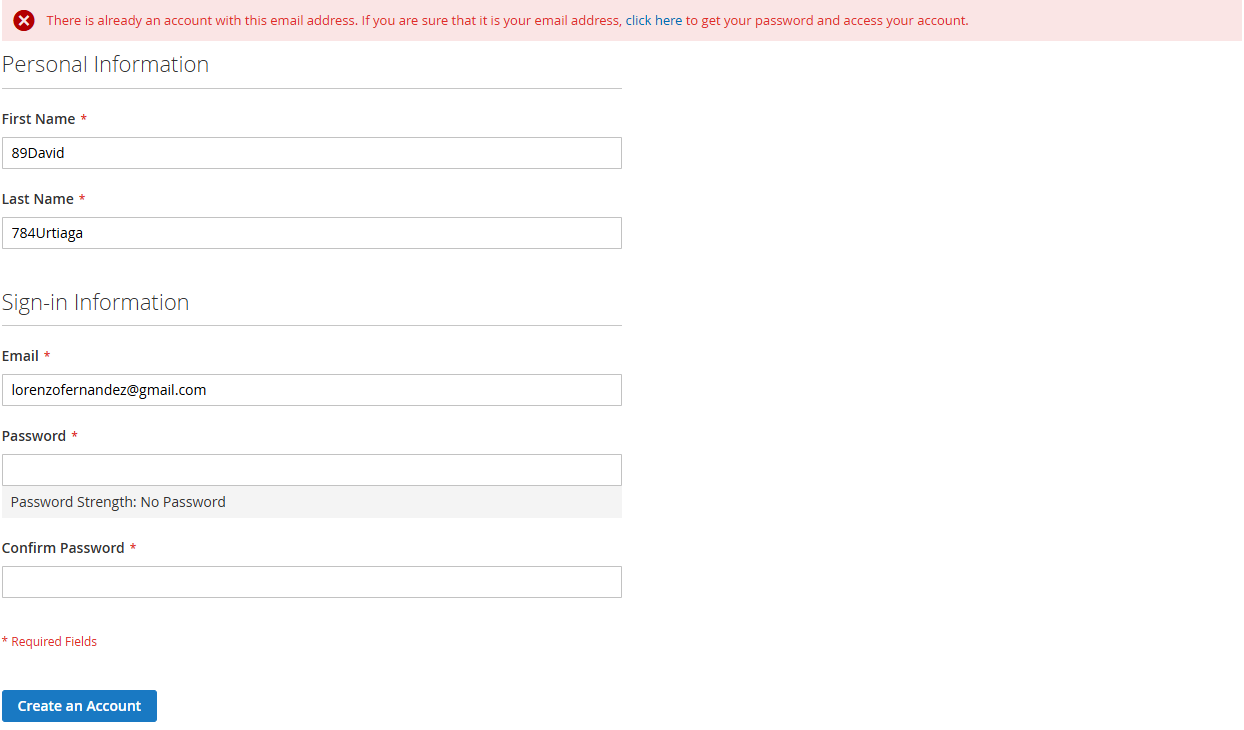 There is already an account with this email address. If you are sure that it is your email address, click here to get your password and access your account.
Personal Information
First Name *
89David
Last Name *
784Urtiaga
Sign-in Information
Email *
lorenzofernandez@gmail.com
Password *
Password Strength: No Password
Confirm Password *
* Required Fields
Create an Account